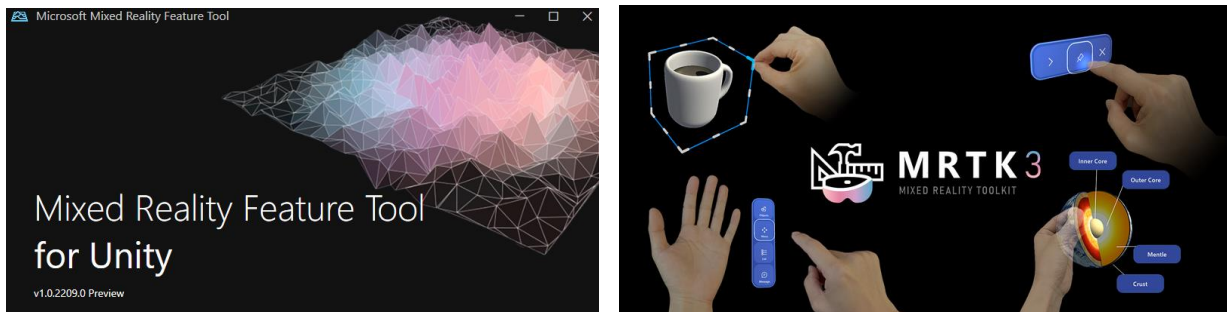 Microsoft Mixed Reality Feature Tool
Mixed Reality Feature Tool
for Unity
v1.0.2209.0 Preview
MRTK3
MIXED REALITY TOOLKIT
Inner Core
Outer Core
Mantle
Crust